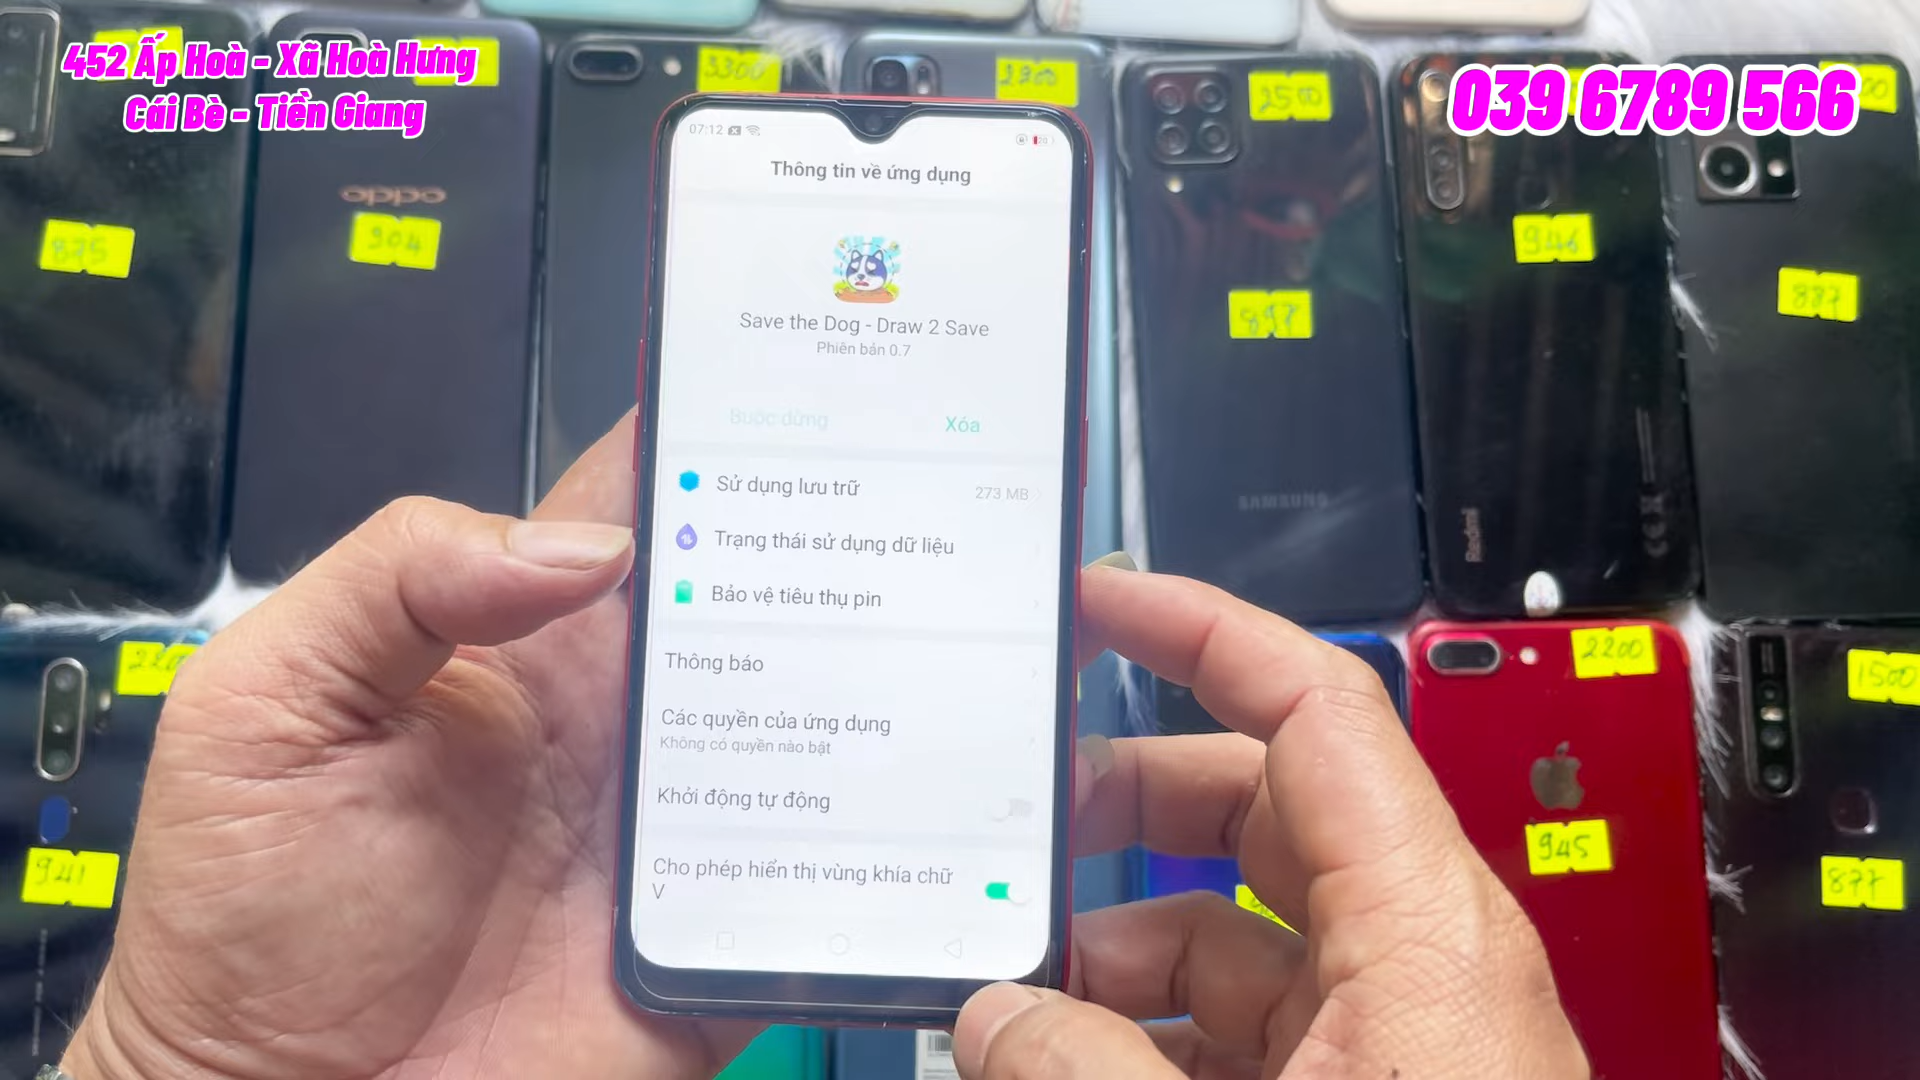 452 Ấp Hoà - Xã Hoà Hưng
Cái Bè - Tiền Giang
039 6789 566
3300
2500
2200
1500
875
904
897
946
887
941
945
877
oppo
SAMSUNG
Redmi
07:12
20
Thông tin về ứng dụng
Save the Dog - Draw 2 Save
Phiên bản 0.7
Buộc dừng
Xóa
Sử dụng lưu trữ
273 MB
Trạng thái sử dụng dữ liệu
Bảo vệ tiêu thụ pin
Thông báo
Các quyền của ứng dụng
Không có quyền nào bật
Khởi động tự động
Cho phép hiển thị vùng khía chữ
V